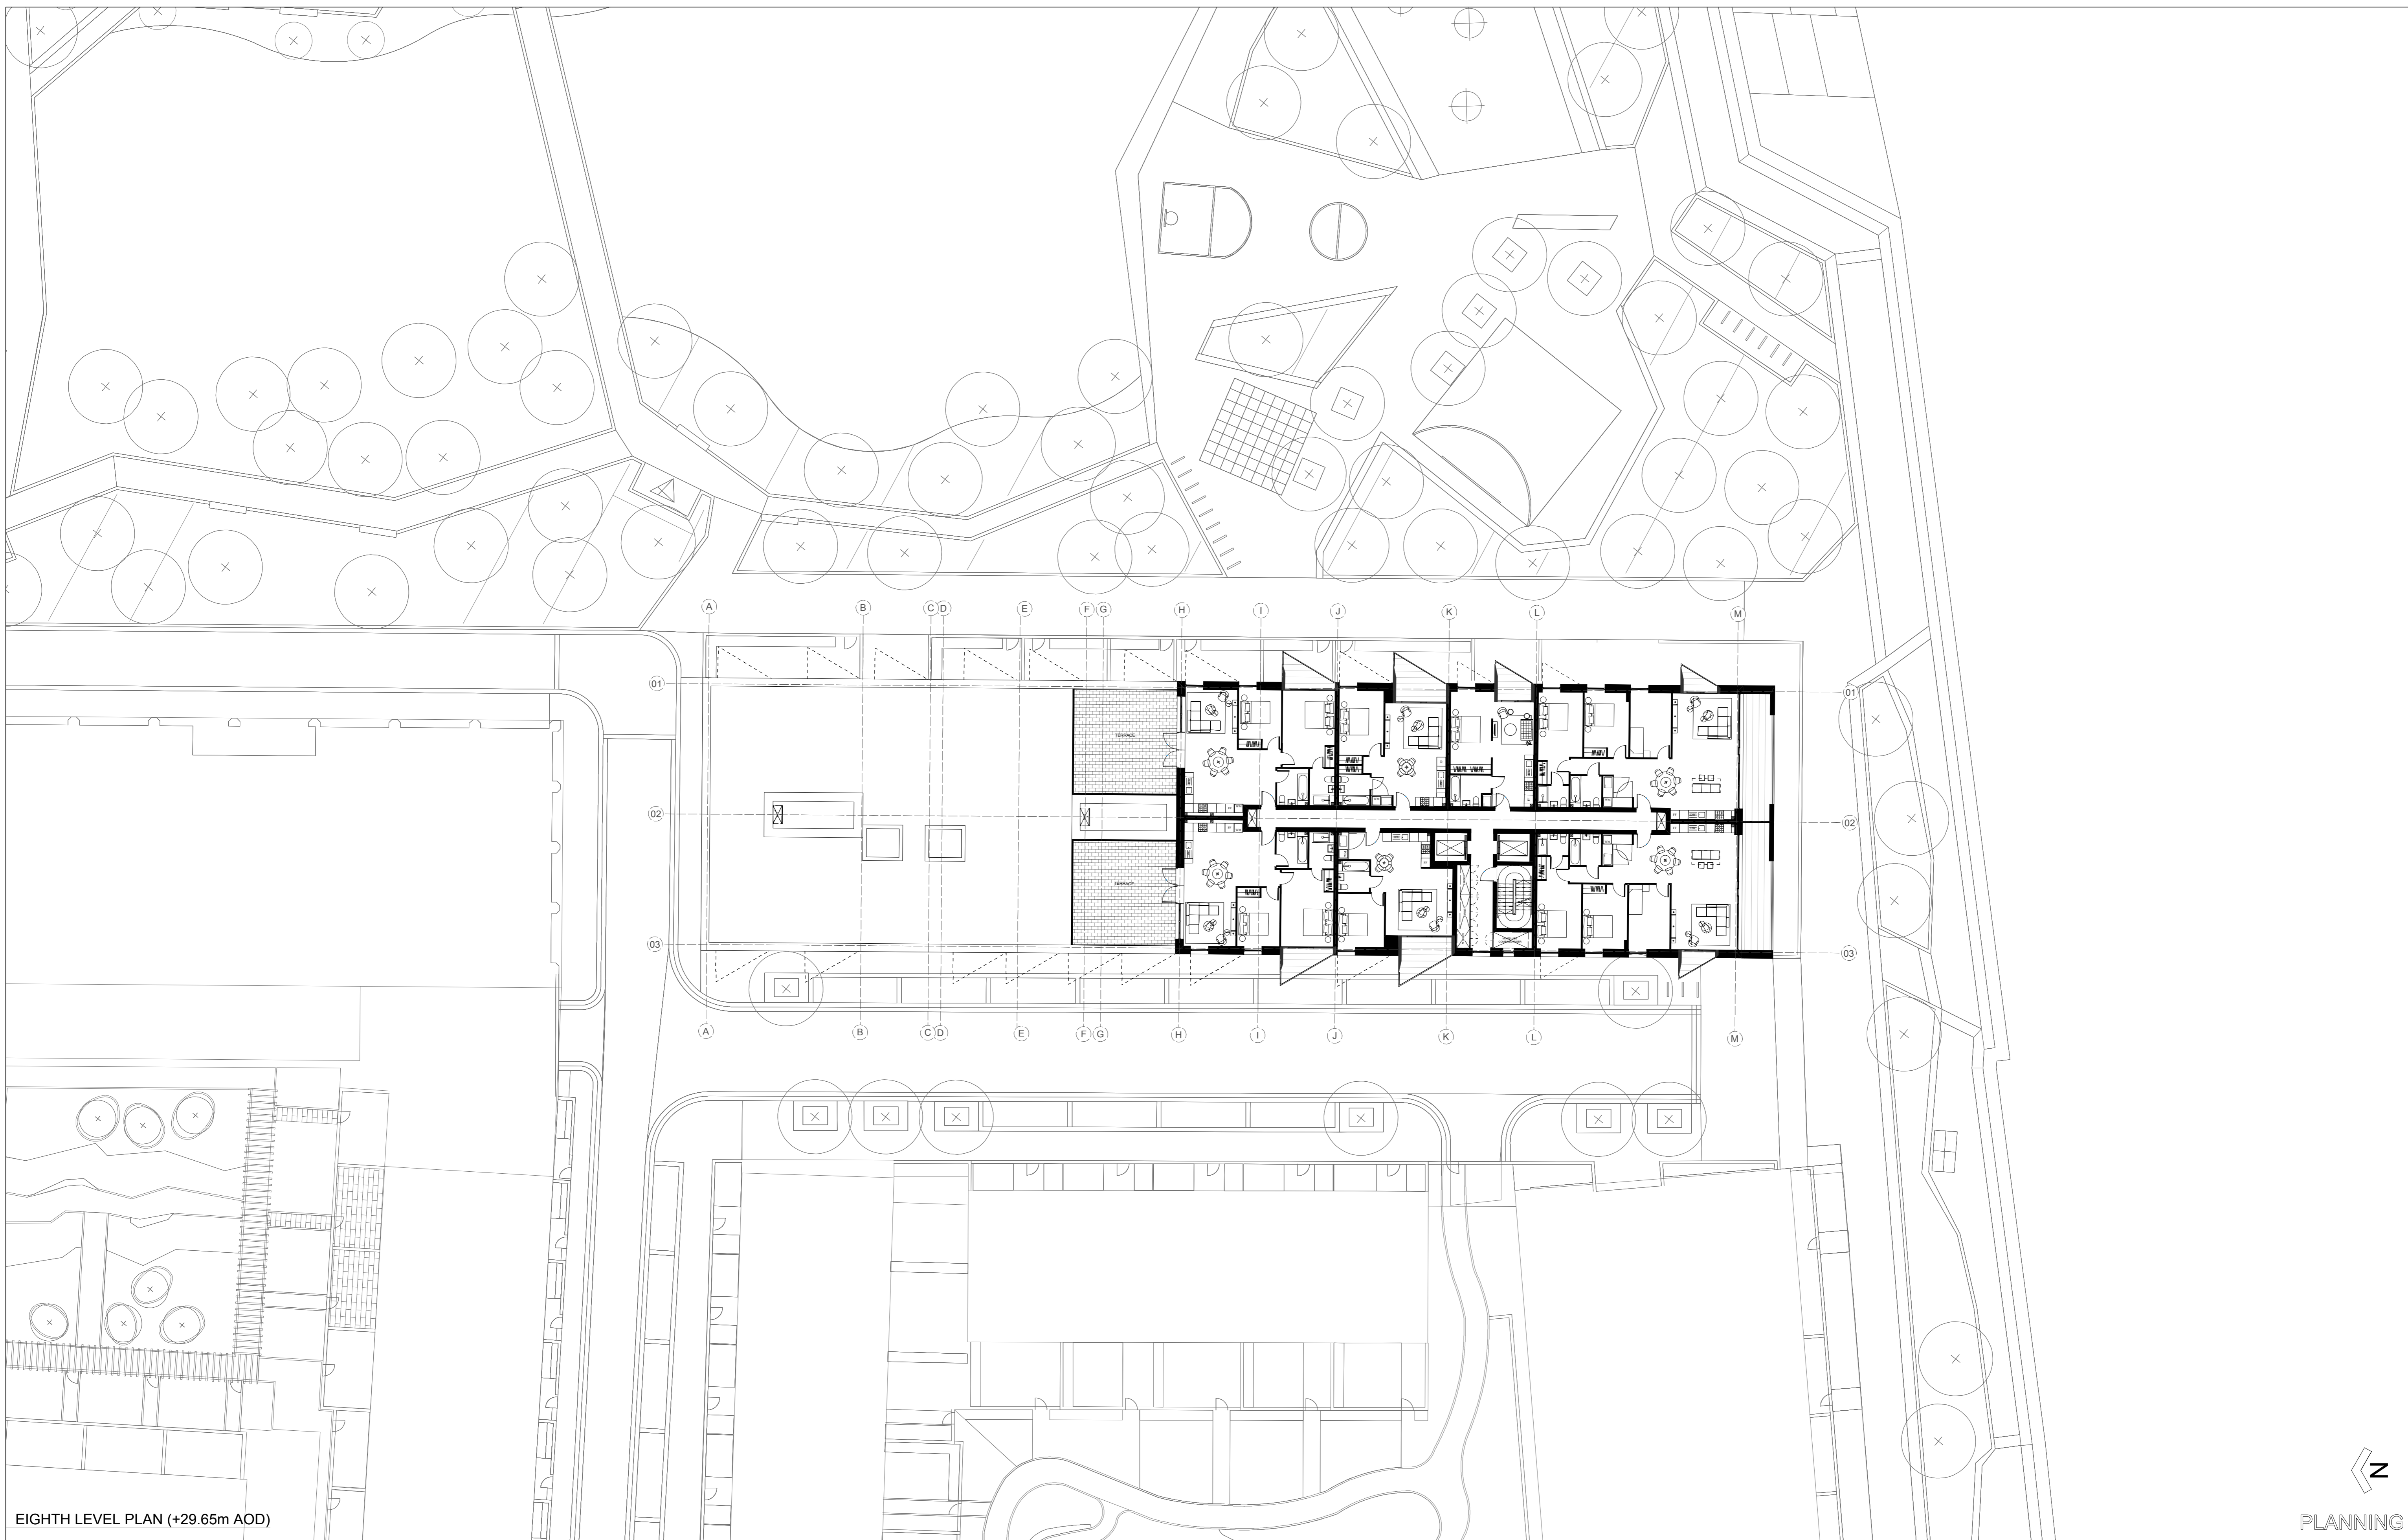 A B C D E F G H I J K L M
01 01
TERRACE
02 02
TERRACE
03 03
A B C D E F G H I J K L M
N
EIGHTH LEVEL PLAN (+29.65m AOD)
PLANNING